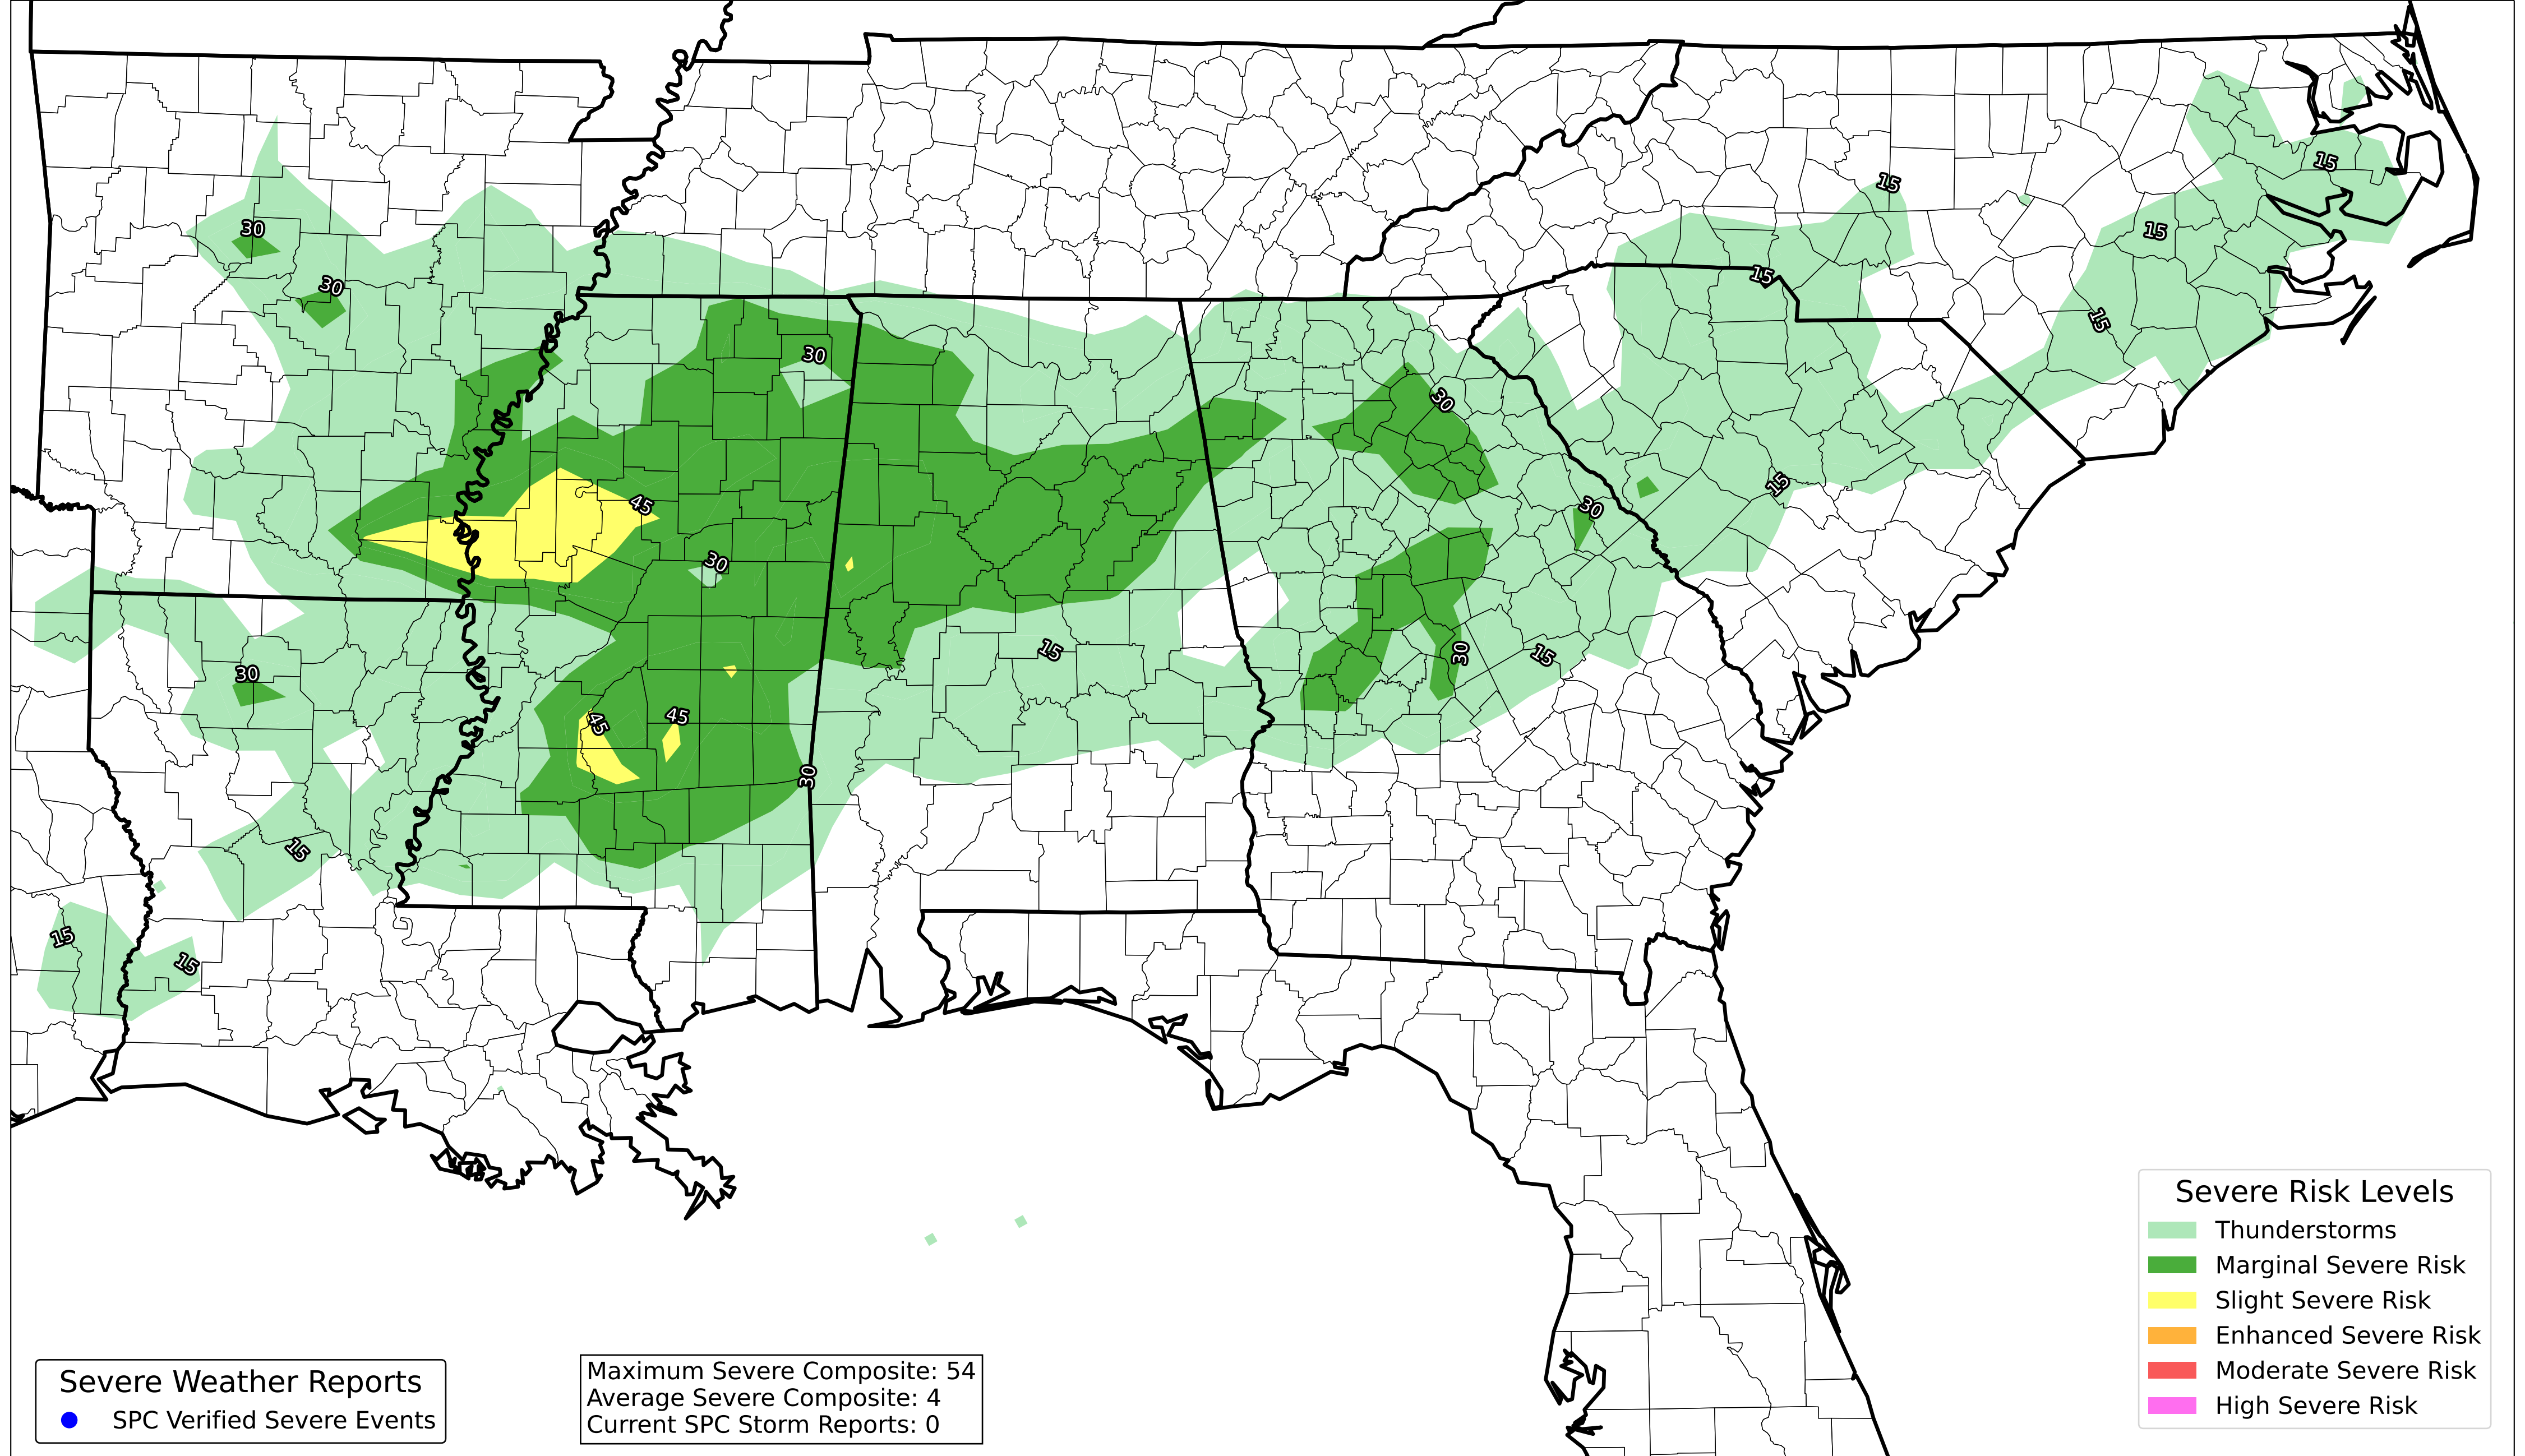 15
15
30
15
15
30
15
30
30
45
15
30
30
15
30
15
30
45
45
30
15
15
15
Severe Risk Levels
Thunderstorms
Marginal Severe Risk
Slight Severe Risk
Enhanced Severe Risk
Moderate Severe Risk
High Severe Risk
Severe Weather Reports
SPC Verified Severe Events
Maximum Severe Composite: 54
Average Severe Composite: 4
Current SPC Storm Reports: 0